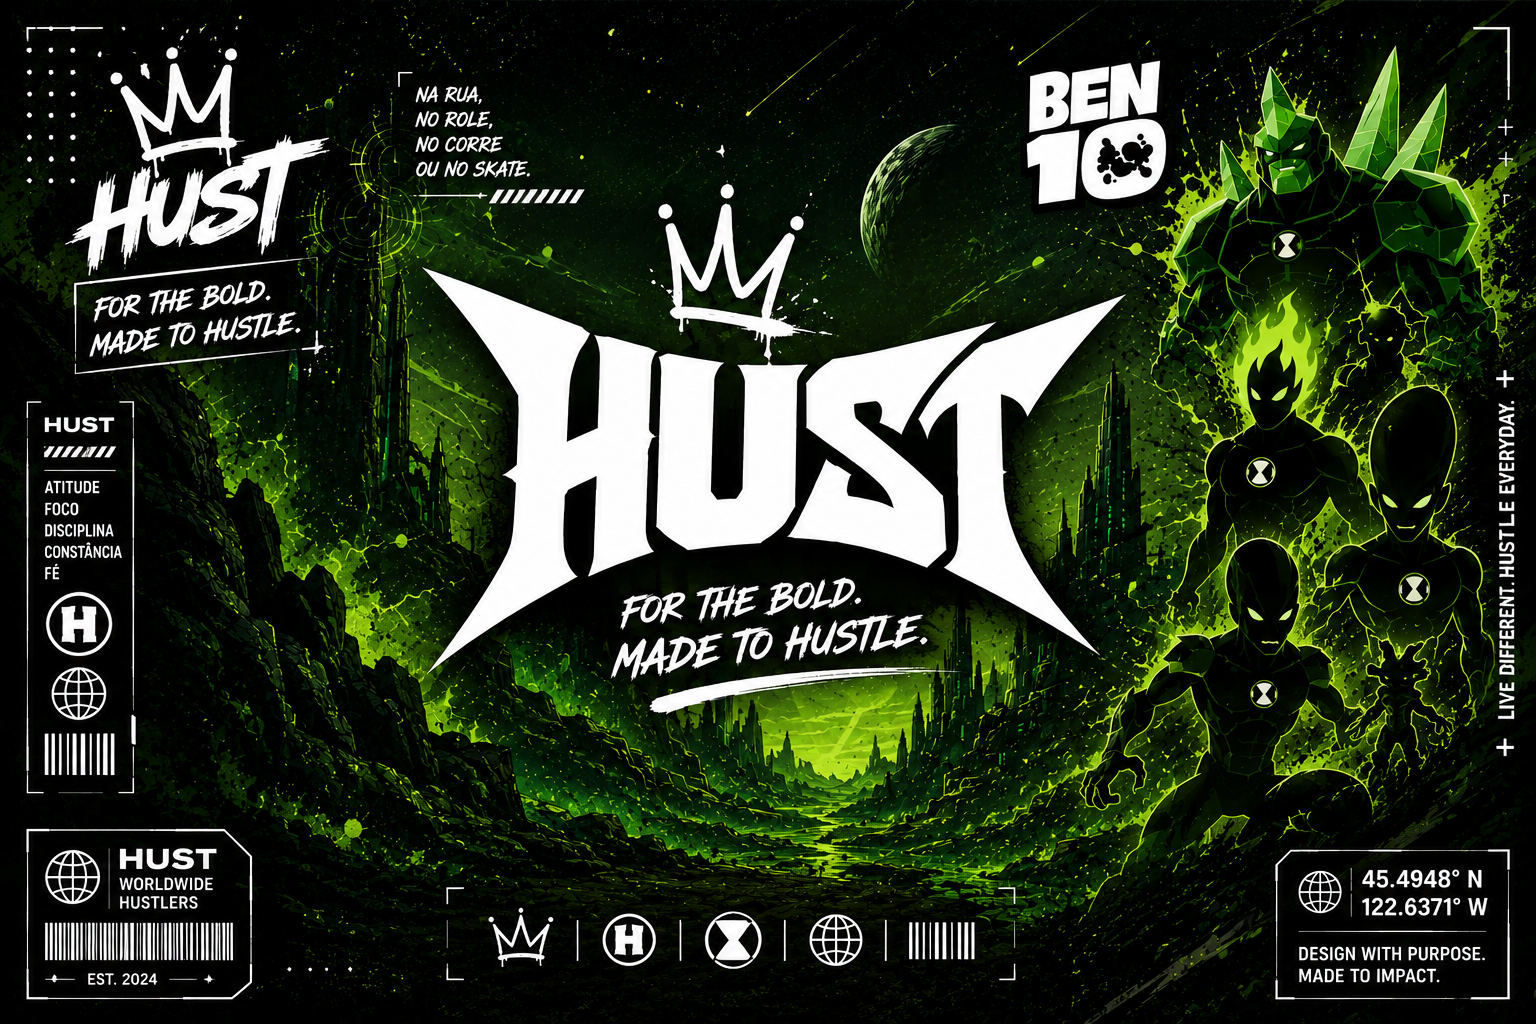 HUST
FOR THE BOLD.
MADE TO HUSTLE.
NA RUA,
NO ROLE,
NO CORRE
OU NO SKATE.
BEN
10
HUST
FOR THE BOLD.
MADE TO HUSTLE.
HUST
ATITUDE
FOCO
DISCIPLINA
CONSTÂNCIA
FÉ
H
LIVE DIFFERENT. HUSTLE EVERYDAY.
HUST
WORLDWIDE
HUSTLERS
EST. 2024
H
45.4948° N
122.6371° W
DESIGN WITH PURPOSE.
MADE TO IMPACT.